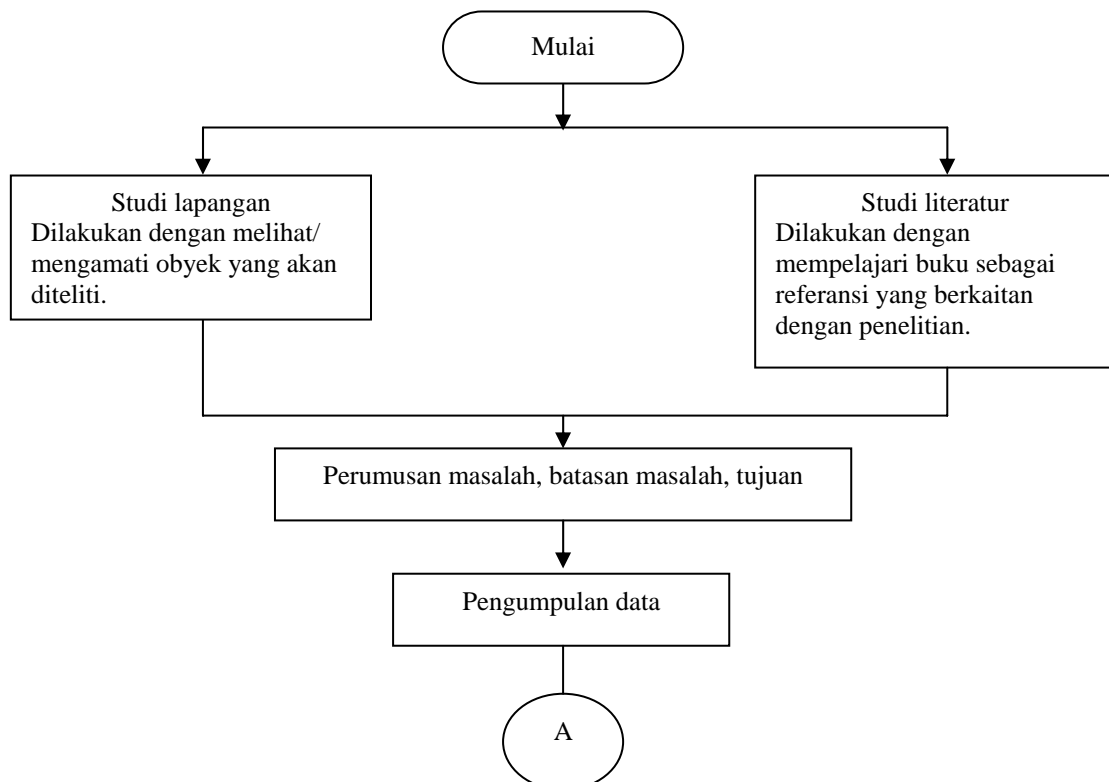 Mulai
Studi lapangan
Dilakukan dengan melihat/
mengamati obyek yang akan
diteliti.
Studi literatur
Dilakukan dengan
mempelajari buku sebagai
referansi yang berkaitan
dengan penelitian.
Perumusan masalah, batasan masalah, tujuan
Pengumpulan data
A